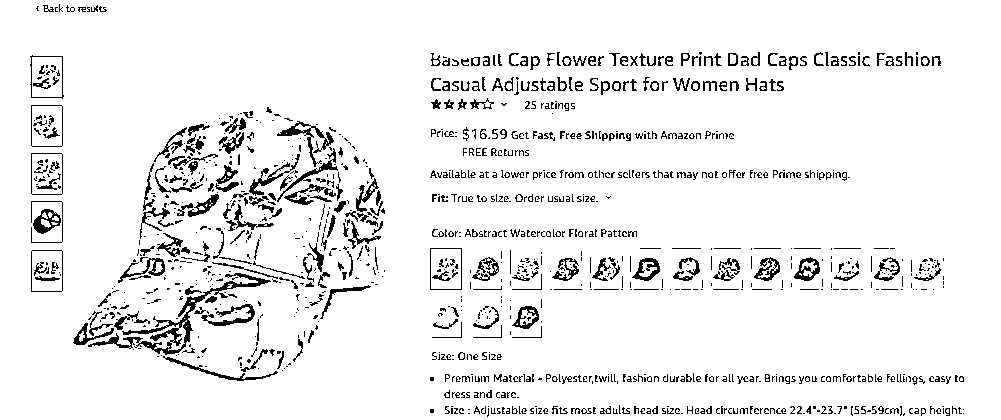 ‹ Back to results
Baseball Cap Flower Texture Print Dad Caps Classic Fashion
Casual Adjustable Sport for Women Hats
25 ratings
Price: $16.59 Get Fast, Free Shipping with Amazon Prime
FREE Returns
Available at a lower price from other sellers that may not offer free Prime shipping.
Fit: True to size. Order usual size.
Color: Abstract Watercolor Floral Pattern
Size: One Size
▪ Premium Material - Polyester,twill, fashion durable for all year. Brings you comfortable fellings, easy to
dress and care.
▪ Size : Adjustable size fits most adults head size. Head circumference 22.4"-23.7" (55-59cm), cap height: